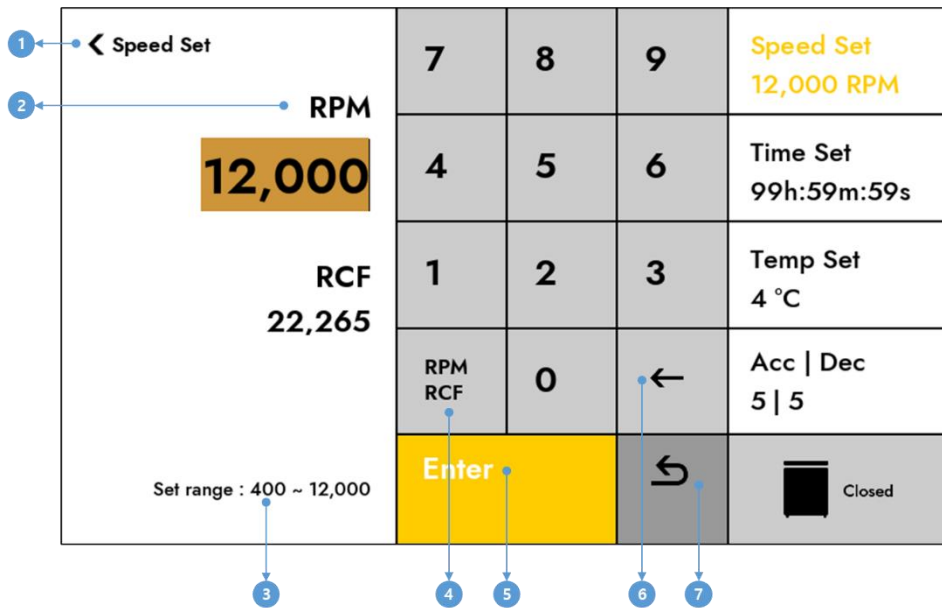 1
Speed Set
2
RPM
12,000
RCF
22,265
Set range : 400 ~ 12,000
3
7
8
9
4
5
6
1
2
3
RPM
RCF
0
←
Enter
4
5
6
7
Speed Set
12,000 RPM
Time Set
99h:59m:59s
Temp Set
4 °C
Acc | Dec
5 | 5
Closed